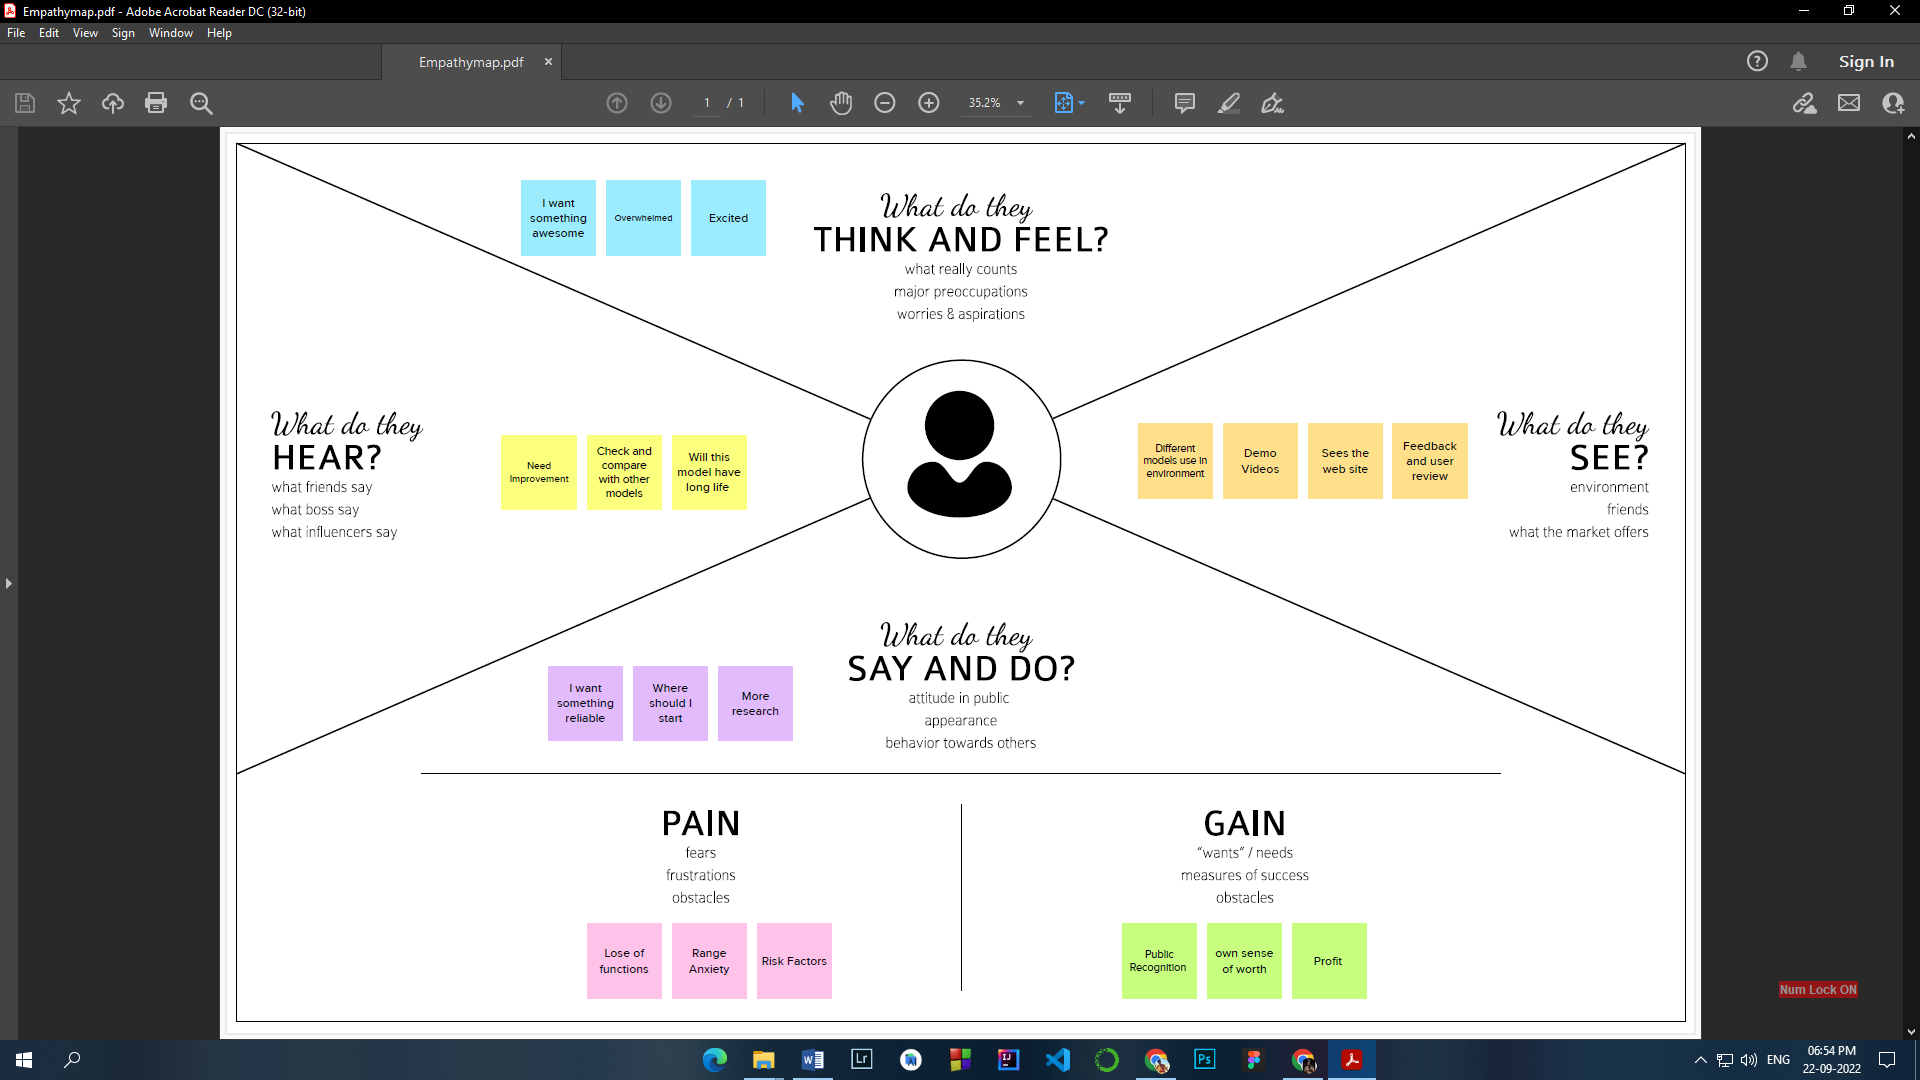 Empathymap.pdf - Adobe Acrobat Reader DC (32-bit)
File Edit View Sign Window Help
Empathymap.pdf
Sign In
1 / 1
35.2%
I want
something
awesome
Overwhelmed
Excited
What do they
THINK AND FEEL?
what really counts
major preoccupations
worries & aspirations
What do they
HEAR?
what friends say
what boss say
what influencers say
Need
Improvement
Check and
compare
with other
models
Will this
model have
long life
Different
models use in
environment
Demo
Videos
Sees the
web site
Feedback
and user
review
What do they
SEE?
environment
friends
what the market offers
I want
something
reliable
Where
should I
start
More
research
What do they
SAY AND DO?
attitude in public
appearance
behavior towards others
PAIN
fears
frustrations
obstacles
Lose of
functions
Range
Anxiety
Risk Factors
GAIN
“wants” / needs
measures of success
obstacles
Public
Recognition
own sense
of worth
Profit
Num Lock ON
Lr
Ps
ENG
06:54 PM
22-09-2022